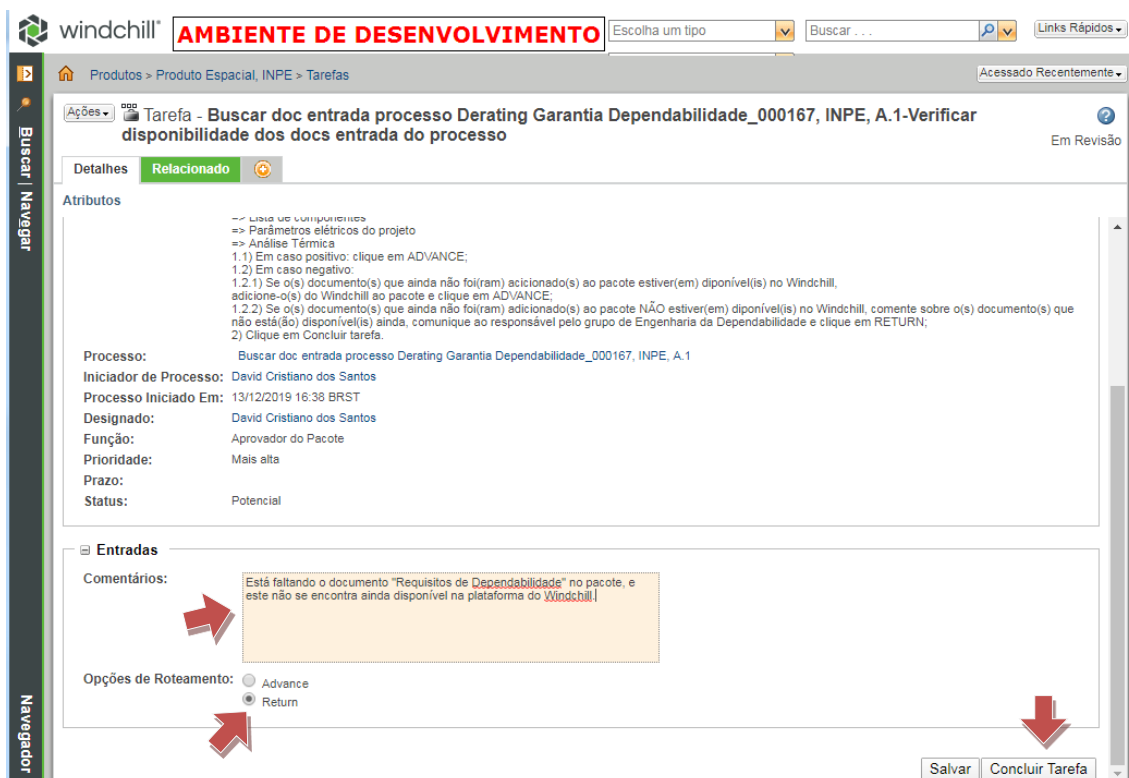 windchill®
AMBIENTE DE DESENVOLVIMENTO
Escolha um tipo
Buscar . . .
Links Rápidos
Produtos > Produto Espacial, INPE > Tarefas
Acessado Recentemente
Buscar | Navegar
Ações
Tarefa - Buscar doc entrada processo Derating Garantia Dependabilidade_000167, INPE, A.1-Verificar
disponibilidade dos docs entrada do processo
Em Revisão
Detalhes
Relacionado
Atributos
=> Lista de componentes
=> Parâmetros elétricos do projeto
=> Análise Térmica
1.1) Em caso positivo: clique em ADVANCE;
1.2) Em caso negativo:
1.2.1) Se o(s) documento(s) que ainda não foi(ram) acicionado(s) ao pacote estiver(em) diponível(is) no Windchill,
adicione-o(s) do Windchill ao pacote e clique em ADVANCE;
1.2.2) Se o(s) documento(s) que ainda não foi(ram) adicionado(s) ao pacote NÃO estiver(em) diponível(is) no Windchill, comente sobre o(s) documento(s) que
não está(ão) disponível(is) ainda, comunique ao responsável pelo grupo de Engenharia da Dependabilidade e clique em RETURN;
2) Clique em Concluir tarefa.
Processo: Buscar doc entrada processo Derating Garantia Dependabilidade_000167, INPE, A.1
Iniciador de Processo: David Cristiano dos Santos
Processo Iniciado Em: 13/12/2019 16:38 BRST
Designado: David Cristiano dos Santos
Função: Aprovador do Pacote
Prioridade: Mais alta
Prazo:
Status: Potencial
Entradas
Comentários:
Está faltando o documento "Requisitos de Dependabilidade" no pacote, e
este não se encontra ainda disponível na plataforma do Windchill.
Opções de Roteamento:
Advance
Return
Navegador
Salvar
Concluir Tarefa